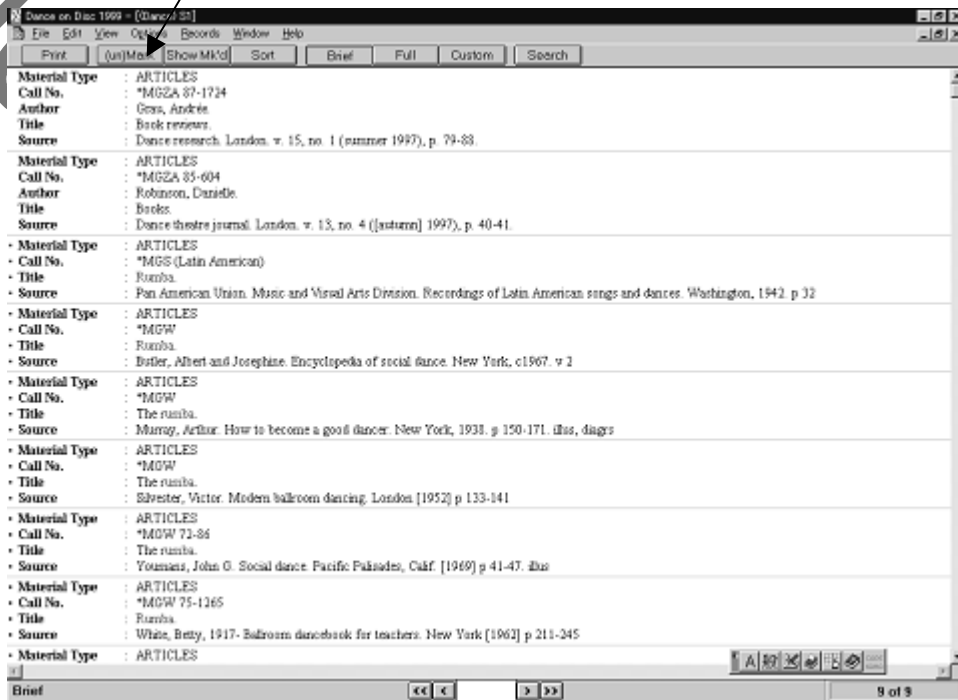 Dance on Disc 1999 - [(Dance) S1]
File Edit View Options Records Window Help
Print (un)Mark Show Mk'd Sort Brief Full Custom Search
Material Type : ARTICLES
Call No. : *MGZA 87-1724
Author : Grau, Andrée.
Title : Book reviews.
Source : Dance research. London. v. 15, no. 1 (summer 1997), p. 79-88.
Material Type : ARTICLES
Call No. : *MGZA 85-604
Author : Robinson, Danielle.
Title : Books.
Source : Dance theatre journal. London. v. 13, no. 4 ([autumn] 1997), p. 40-41.
• Material Type : ARTICLES
• Call No. : *MGS (Latin American)
• Title : Rumba.
• Source : Pan American Union. Music and Visual Arts Division. Recordings of Latin American songs and dances. Washington, 1942. p 32
• Material Type : ARTICLES
• Call No. : *MGW
• Title : Rumba.
• Source : Butler, Albert and Josephine. Encyclopedia of social dance. New York, c1967. v 2
• Material Type : ARTICLES
• Call No. : *MGW
• Title : The rumba.
• Source : Murray, Arthur. How to become a good dancer. New York, 1938. p 150-171. illus, diagrs
• Material Type : ARTICLES
• Call No. : *MGW
• Title : The rumba.
• Source : Silvester, Victor. Modern ballroom dancing. London [1952] p 133-141
• Material Type : ARTICLES
• Call No. : *MGW 72-86
• Title : The rumba.
• Source : Youmans, John G. Social dance. Pacific Palisades, Calif. [1969] p 41-47. illus
• Material Type : ARTICLES
• Call No. : *MGW 75-1265
• Title : Rumba.
• Source : White, Betty, 1917- Ballroom dancebook for teachers. New York [1962] p 211-245
• Material Type : ARTICLES
Brief << < > >> 9 of 9